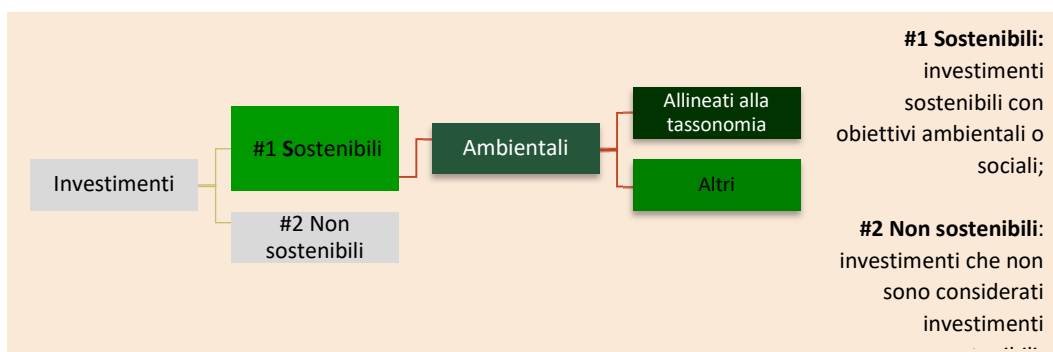 Investimenti
#1 Sostenibili
#2 Non
sostenibili
Ambientali
Allineati alla
tassonomia
Altri
#1 Sostenibili:
investimenti
sostenibili con
obiettivi ambientali o
sociali;
#2 Non sostenibili:
investimenti che non
sono considerati
investimenti